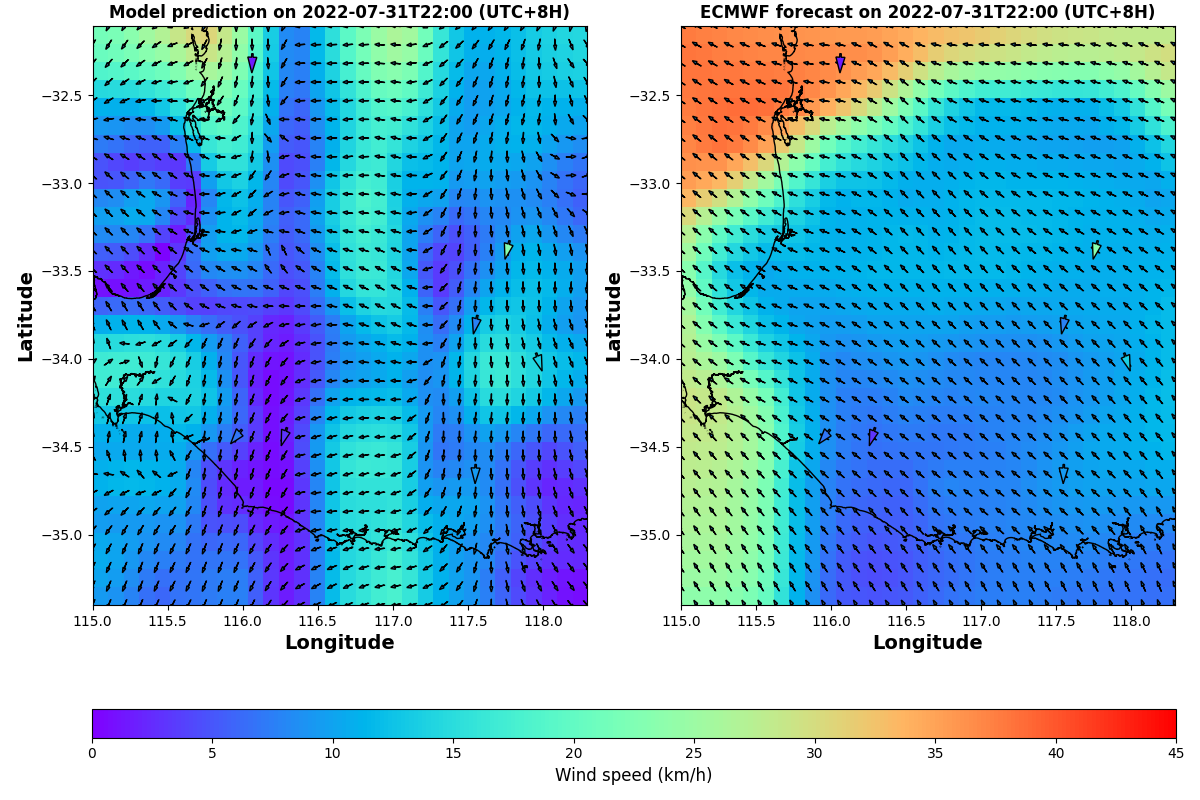 Model prediction on 2022-07-31T22:00 (UTC+8H)
ECMWF forecast on 2022-07-31T22:00 (UTC+8H)
Latitude
−32.5
−33.0
−33.5
−34.0
−34.5
−35.0
115.0 115.5 116.0 116.5 117.0 117.5 118.0
Longitude
Latitude
−32.5
−33.0
−33.5
−34.0
−34.5
−35.0
115.0 115.5 116.0 116.5 117.0 117.5 118.0
Longitude
0 5 10 15 20 25 30 35 40 45
Wind speed (km/h)